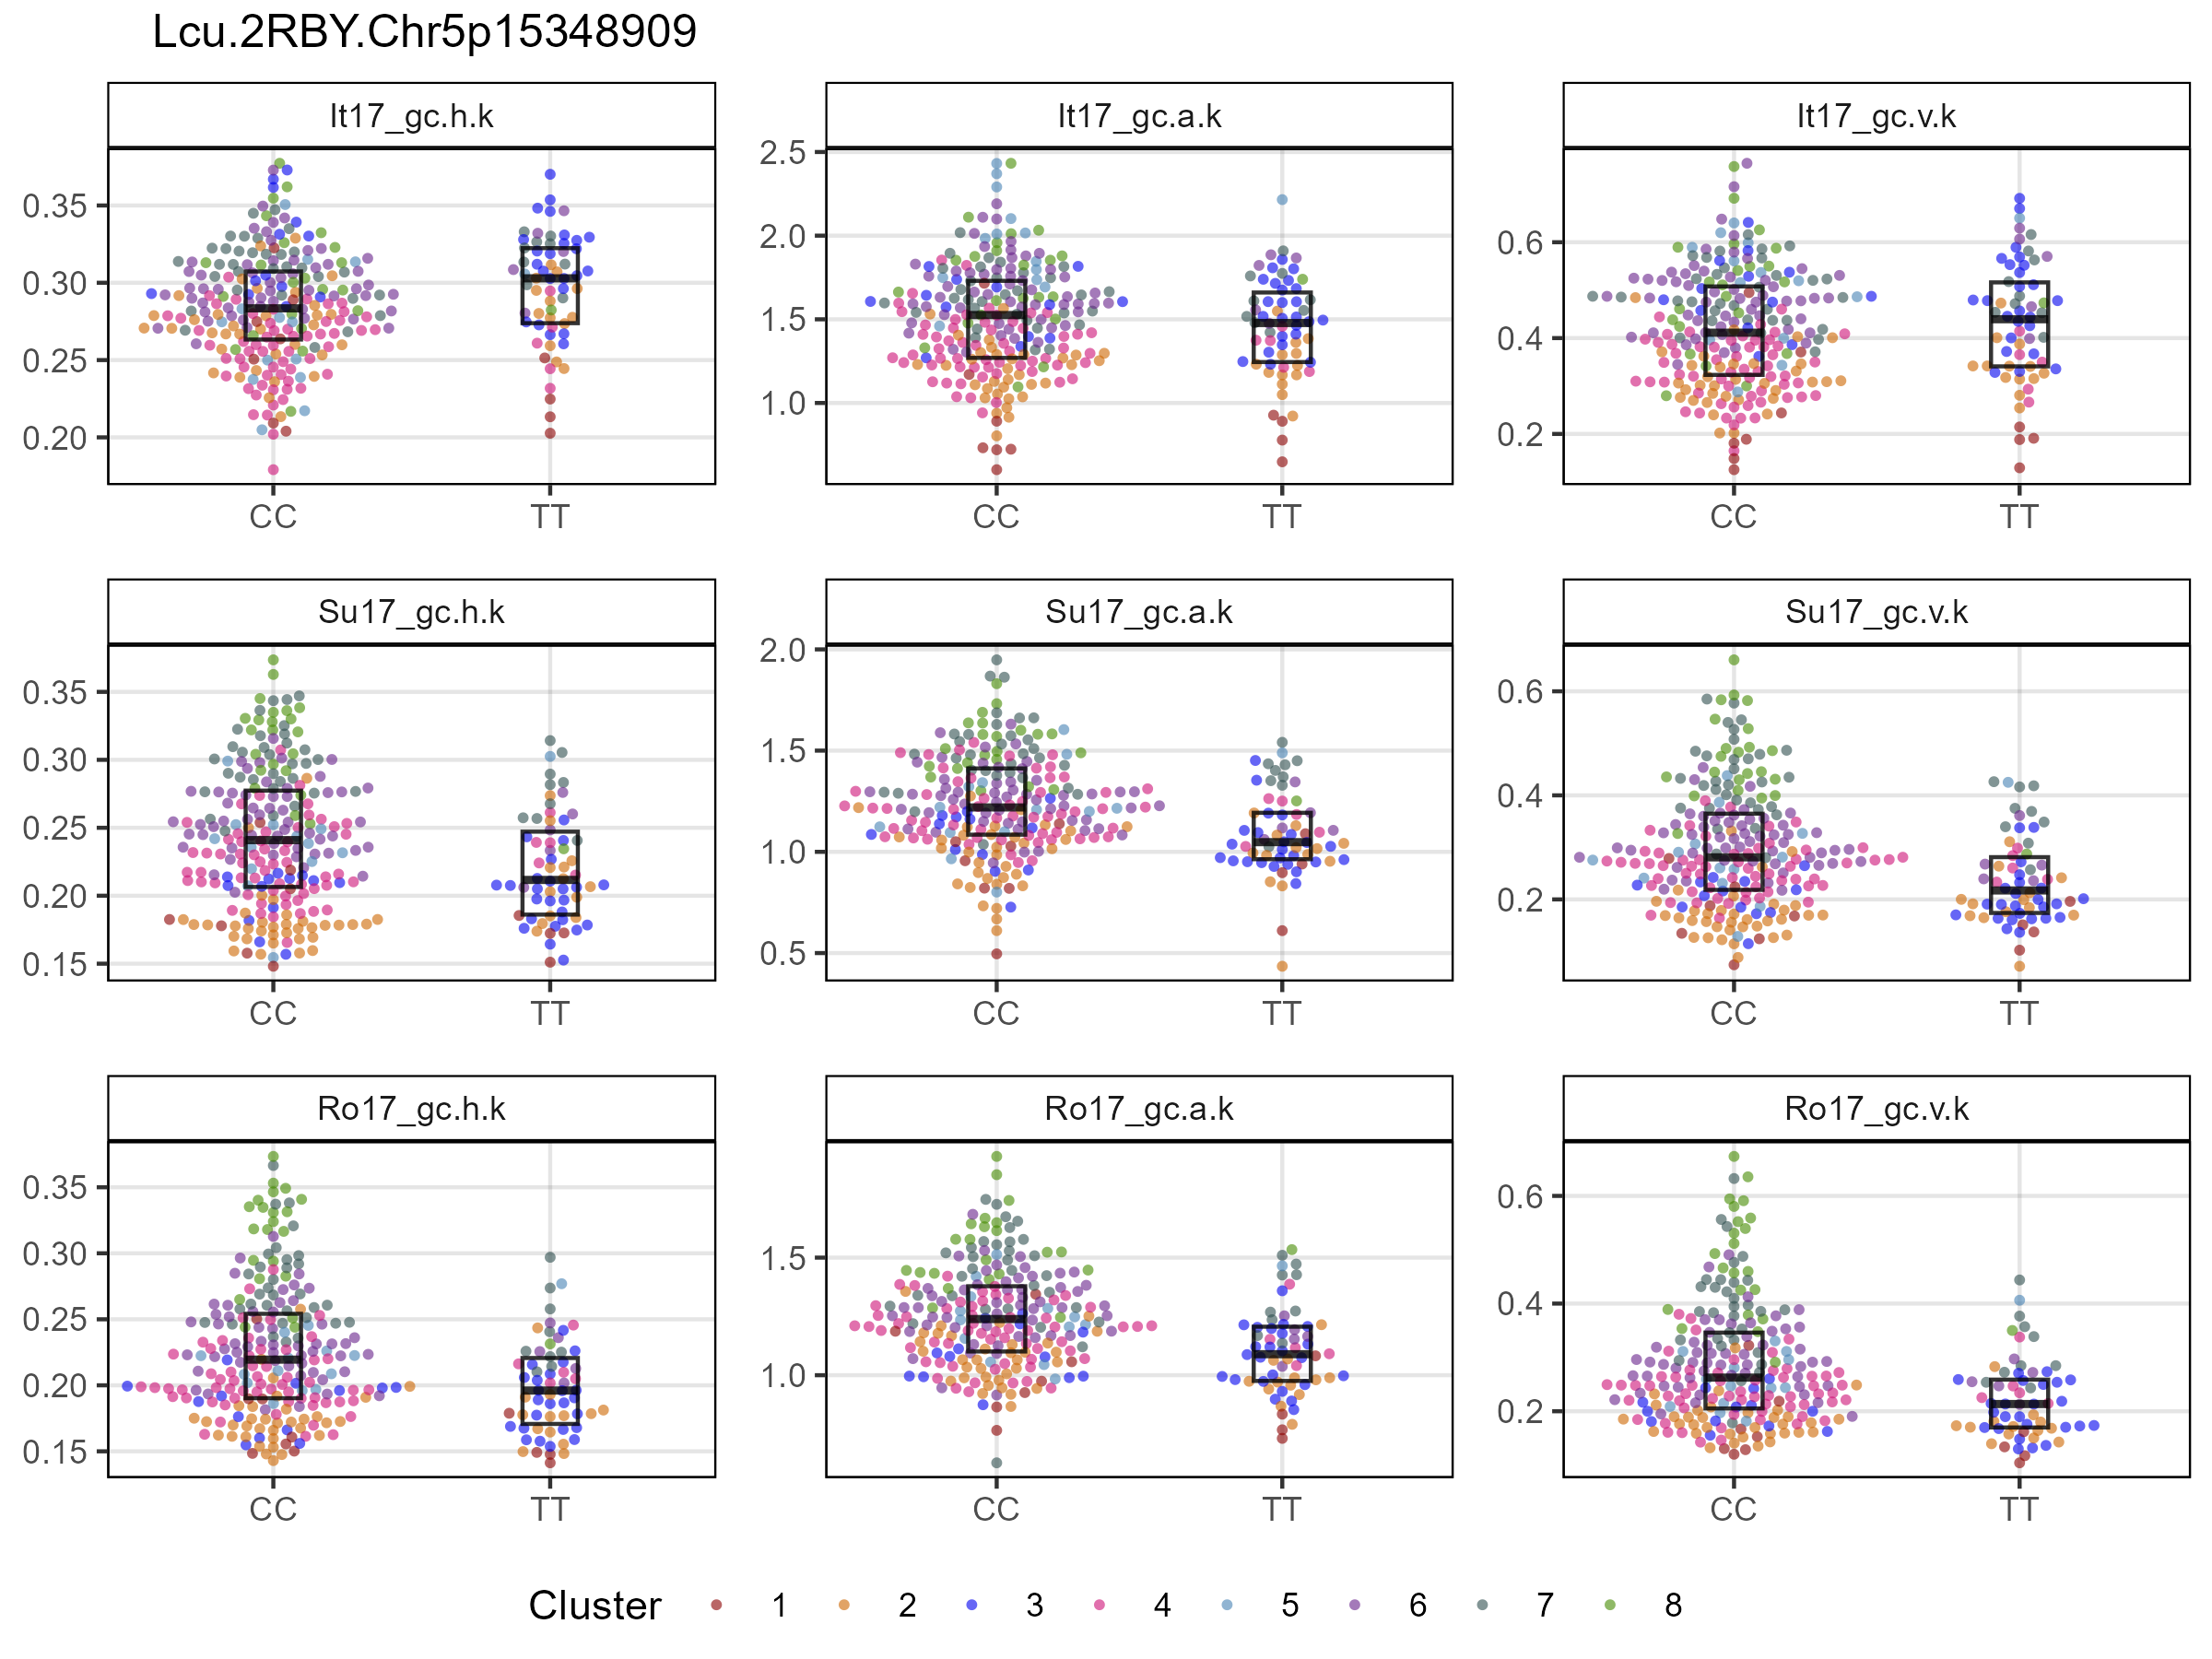 Lcu.2RBY.Chr5p15348909
It17_gc.h.k
It17_gc.a.k
It17_gc.v.k
0.35
0.30
0.25
0.20
CC TT
2.5
2.0
1.5
1.0
CC TT
0.6
0.4
0.2
CC TT
Su17_gc.h.k
Su17_gc.a.k
Su17_gc.v.k
0.35
0.30
0.25
0.20
0.15
CC TT
2.0
1.5
1.0
0.5
CC TT
0.6
0.4
0.2
CC TT
Ro17_gc.h.k
Ro17_gc.a.k
Ro17_gc.v.k
0.35
0.30
0.25
0.20
0.15
CC TT
1.5
1.0
CC TT
0.6
0.4
0.2
CC TT
Cluster 1 2 3 4 5 6 7 8